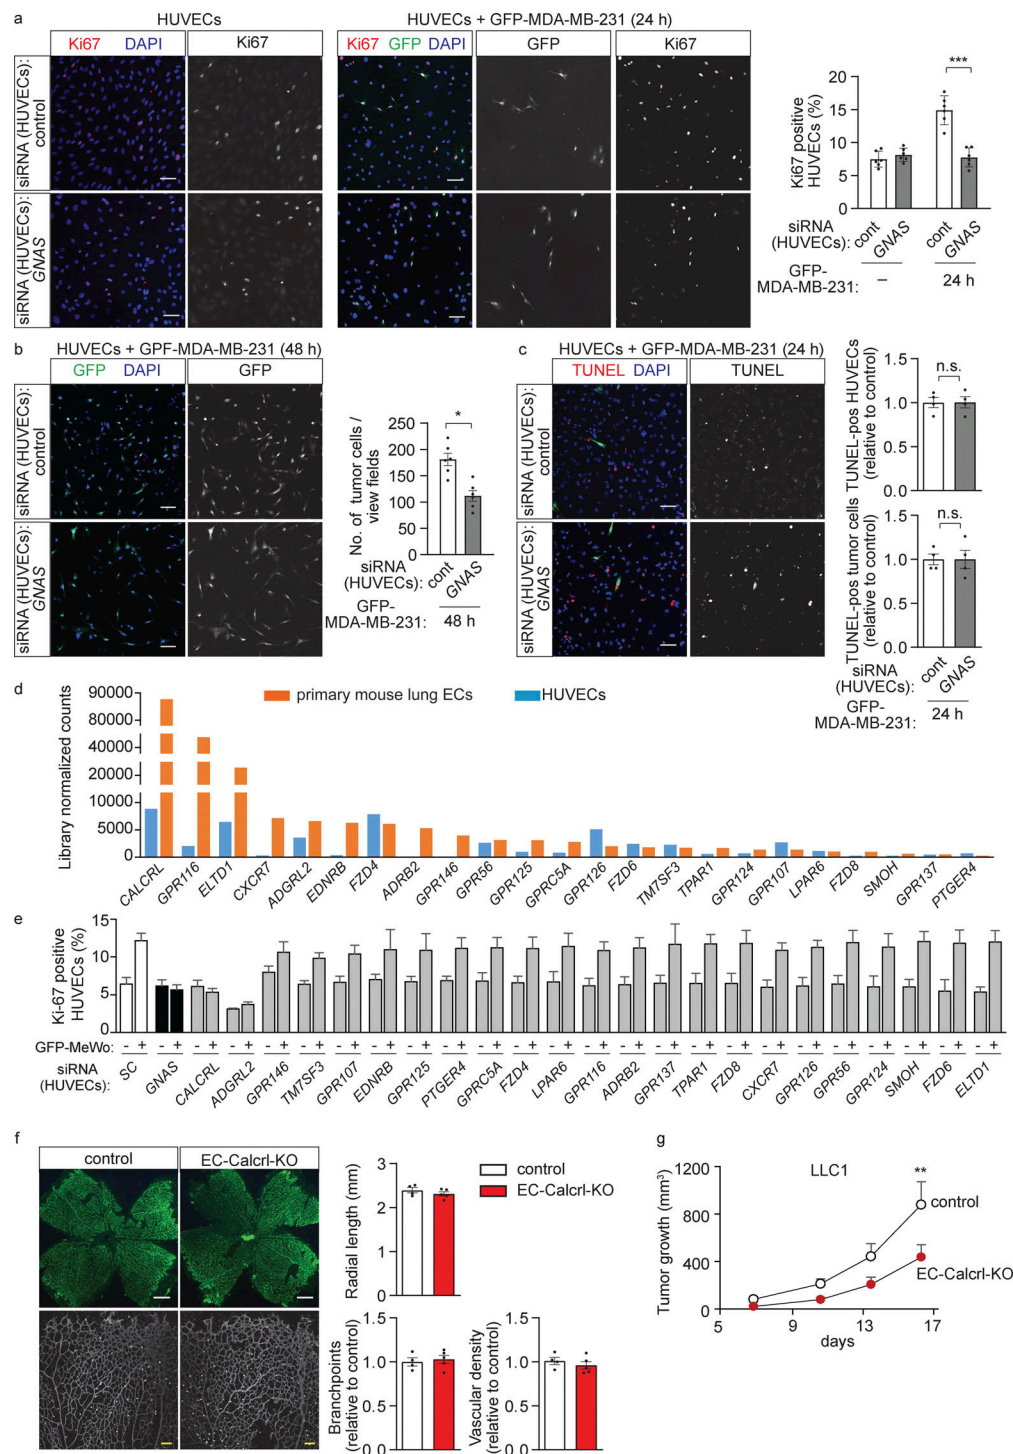 a
HUVECs
HUVECs + GFP-MDA-MB-231 (24 h)
Ki67 DAPI
Ki67
Ki67 GFP DAPI
GFP
Ki67
siRNA (HUVECs):
control
siRNA (HUVECs):
GNAS
Ki67 positive
HUVECs (%)
20
15
10
5
0
***
siRNA
(HUVECs):
cont
GNAS
cont
GNAS
GFP-
MDA-MB-231:
–
24 h
b
HUVECs + GPF-MDA-MB-231 (48 h)
GFP DAPI
GFP
siRNA (HUVECs):
control
siRNA (HUVECs):
GNAS
No. of tumor cells /
view fields
250
200
150
100
50
0
*
siRNA
(HUVECs):
cont
GNAS
GFP-
MDA-MB-231:
48 h
c
HUVECs + GFP-MDA-MB-231 (24 h)
TUNEL DAPI
TUNEL
siRNA (HUVECs):
control
siRNA (HUVECs):
GNAS
TUNEL-pos HUVECs
(relative to control)
1.5
1.0
0.5
0.0
n.s.
TUNEL-pos tumor cells
(relative to control)
1.5
1.0
0.5
0.0
n.s.
siRNA
(HUVECs):
cont
GNAS
GFP-
MDA-MB-231:
24 h
d
Library normalized counts
90000
80000
40000
20000
10000
5000
0
primary mouse lung ECs
HUVECs
CALCRL
GPR116
ELTD1
CXCR7
ADGRL2
EDNRB
FZD4
ADRB2
GPR146
GPR56
GPR125
GPRC5A
GPR126
FZD6
TM7SF3
TPAR1
GPR124
GPR107
LPAR6
FZD8
SMOH
GPR137
PTGER4
e
Ki-67 positive
HUVECs (%)
15
10
5
0
GFP-MeWo:
- + - + - + - + - + - + - + - + - + - + - + - + - + - + - + - + - + - + - + - + - + - + - + - + - +
siRNA
(HUVECs):
SC
GNAS
CALCRL
ADGRL2
GPR146
TM7SF3
GPR107
EDNRB
GPR125
PTGER4
GPRC5A
FZD4
LPAR6
GPR116
ADRB2
GPR137
TPAR1
FZD8
CXCR7
GPR126
GPR56
GPR124
SMOH
FZD6
ELTD1
f
control
EC-Calcrl-KO
Radial length (mm)
3
2
1
0
control
EC-Calcrl-KO
Branchpoints
(relative to control)
1.5
1.0
0.5
0.0
Vascular density
(relative to control)
1.5
1.0
0.5
0.0
g
LLC1
Tumor growth (mm³)
1200
800
400
0
**
control
EC-Calcrl-KO
5
9
13
17
days